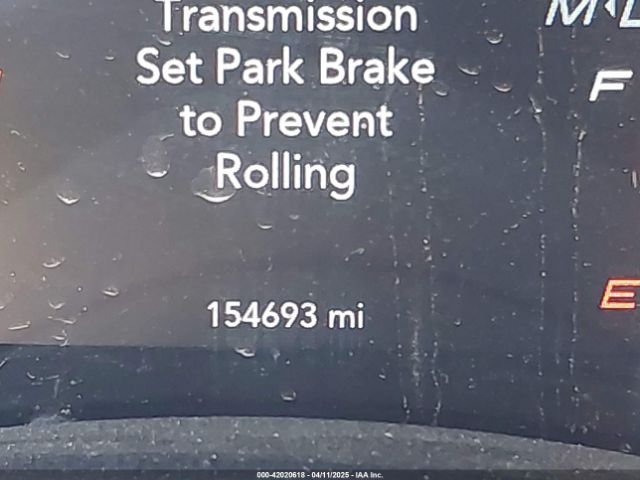 Transmission
Set Park Brake
to Prevent
Rolling
F
154693 mi
E
000-42020618 - 04/11/2025 - IAA Inc.